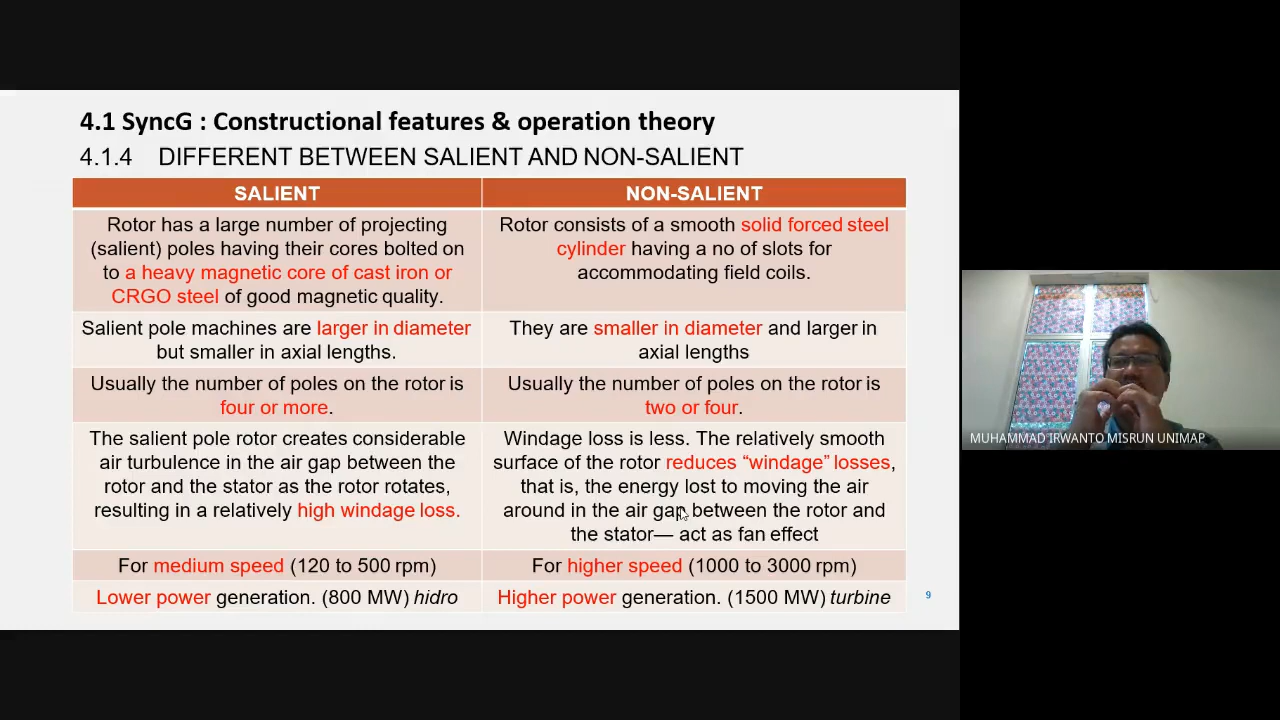 4.1 SyncG : Constructional features & operation theory
4.1.4 DIFFERENT BETWEEN SALIENT AND NON-SALIENT
SALIENT
NON-SALIENT
Rotor has a large number of projecting
(salient) poles having their cores bolted on
to a heavy magnetic core of cast iron or
CRGO steel of good magnetic quality.
Rotor consists of a smooth solid forced steel
cylinder having a no of slots for
accommodating field coils.
Salient pole machines are larger in diameter
but smaller in axial lengths.
They are smaller in diameter and larger in
axial lengths
Usually the number of poles on the rotor is
four or more.
Usually the number of poles on the rotor is
two or four.
The salient pole rotor creates considerable
air turbulence in the air gap between the
rotor and the stator as the rotor rotates,
resulting in a relatively high windage loss.
Windage loss is less. The relatively smooth
surface of the rotor reduces “windage” losses,
that is, the energy lost to moving the air
around in the air gap between the rotor and
the stator— act as fan effect
For medium speed (120 to 500 rpm)
For higher speed (1000 to 3000 rpm)
Lower power generation. (800 MW) hidro
Higher power generation. (1500 MW) turbine
9
MUHAMMAD IRWANTO MISRUN UNIMAP